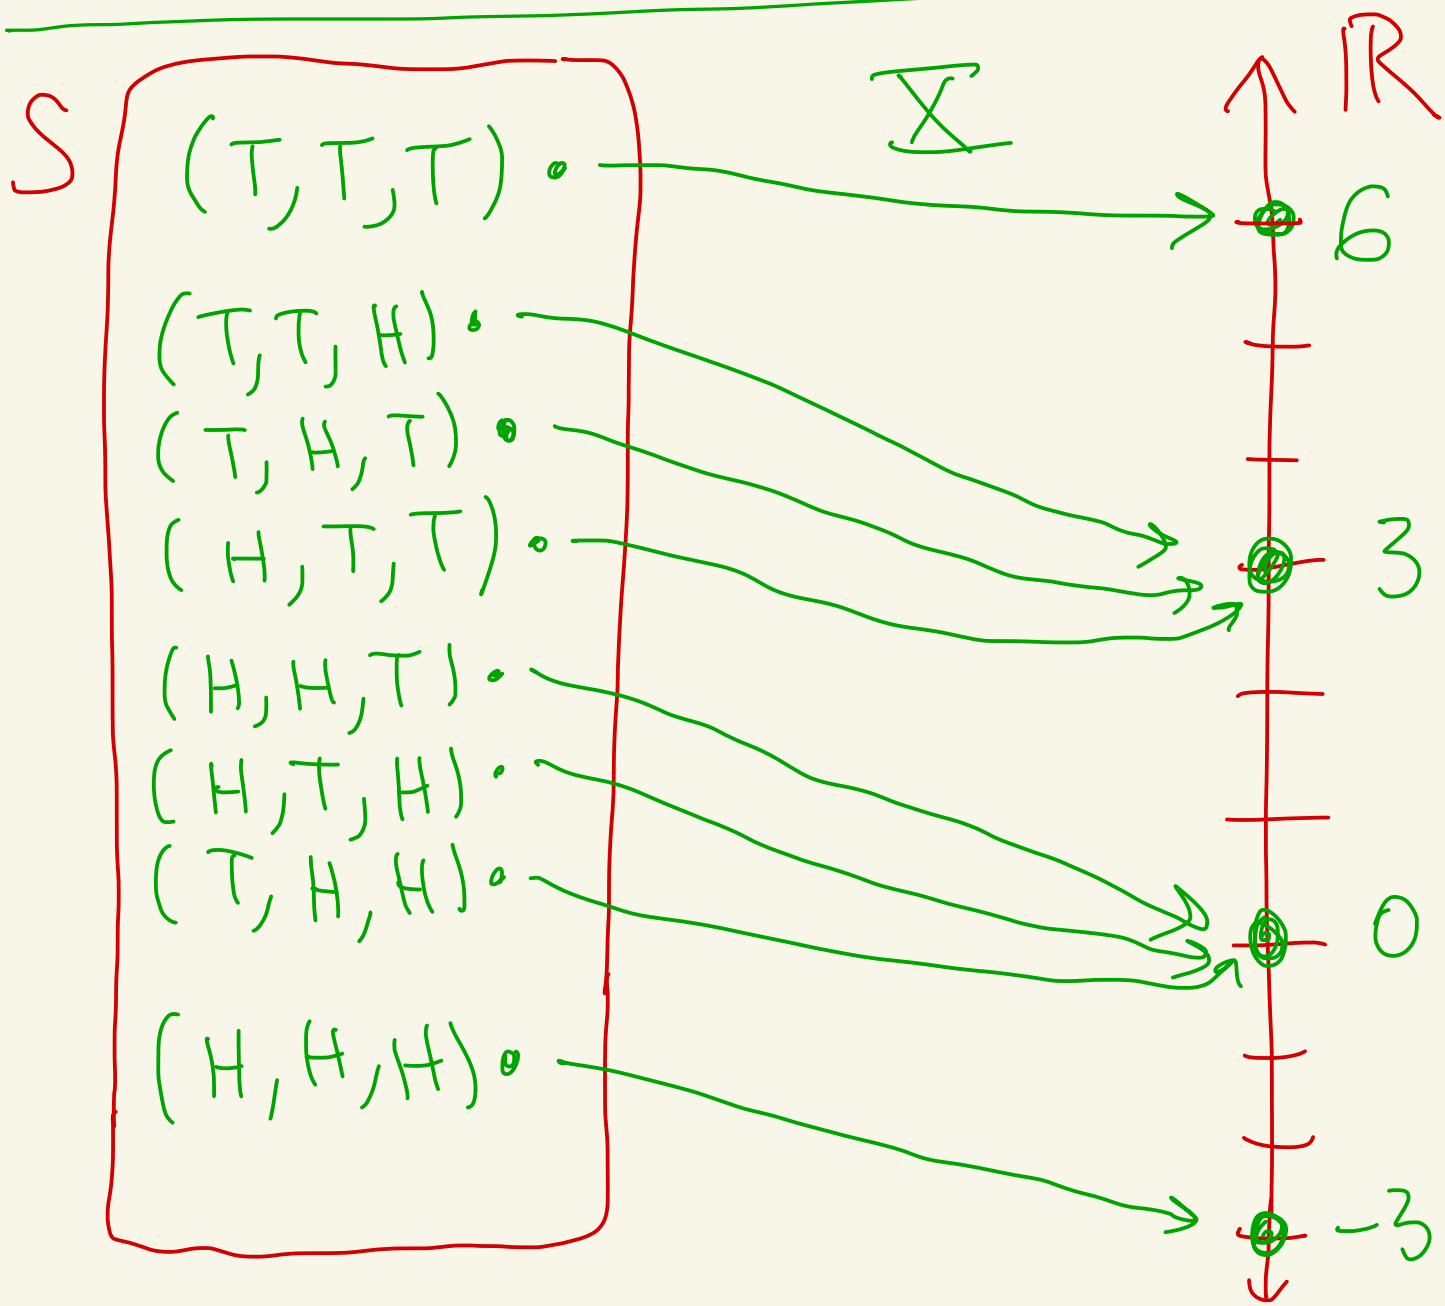 S X ℝ
(T, T, T) 6
(T, T, H)
(T, H, T)
(H, T, T) 3
(H, H, T)
(H, T, H)
(T, H, H) 0
(H, H, H)
-3